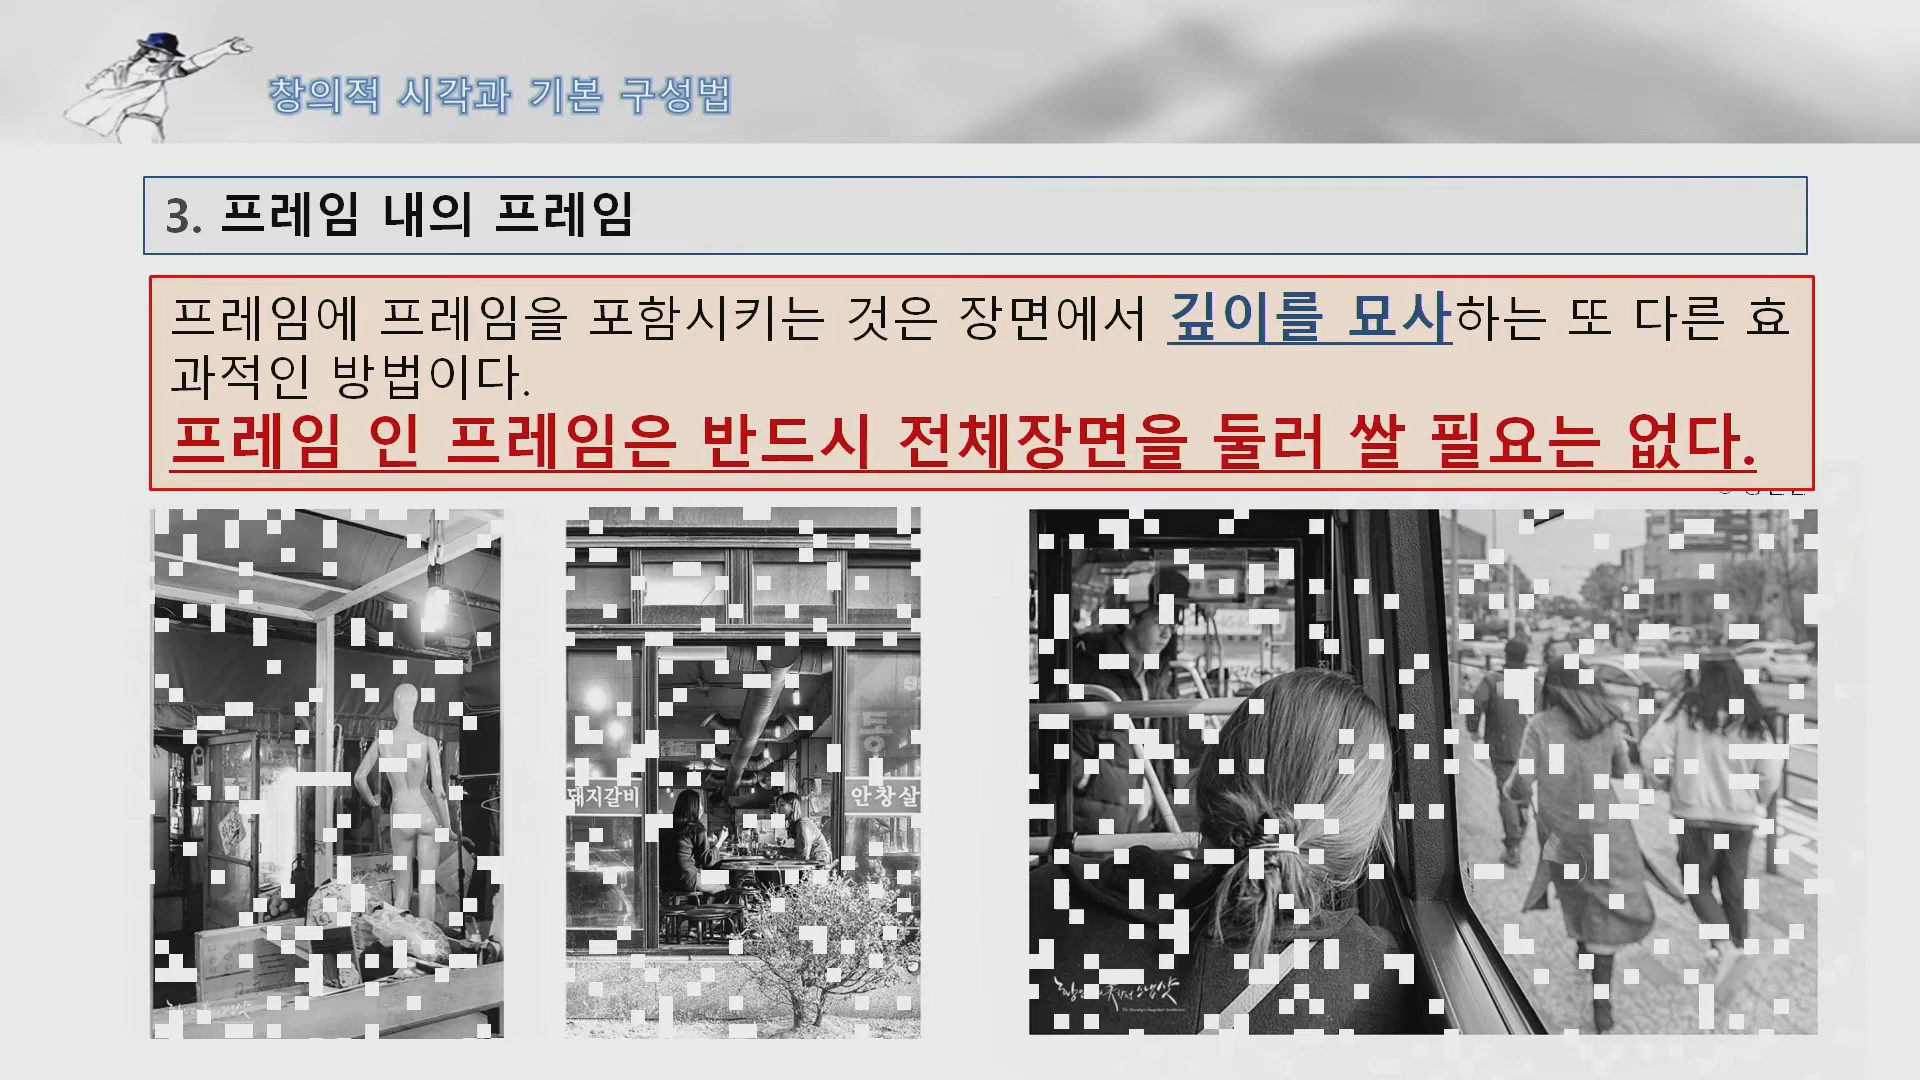 창의적 시각과 기본 구성법
3. 프레임 내의 프레임
프레임에 프레임을 포함시키는 것은 장면에서 깊이를 묘사하는 또 다른 효
과적인 방법이다.
프레임 인 프레임은 반드시 전체장면을 둘러 쌀 필요는 없다.
돼지갈비
안창살
스냅샷